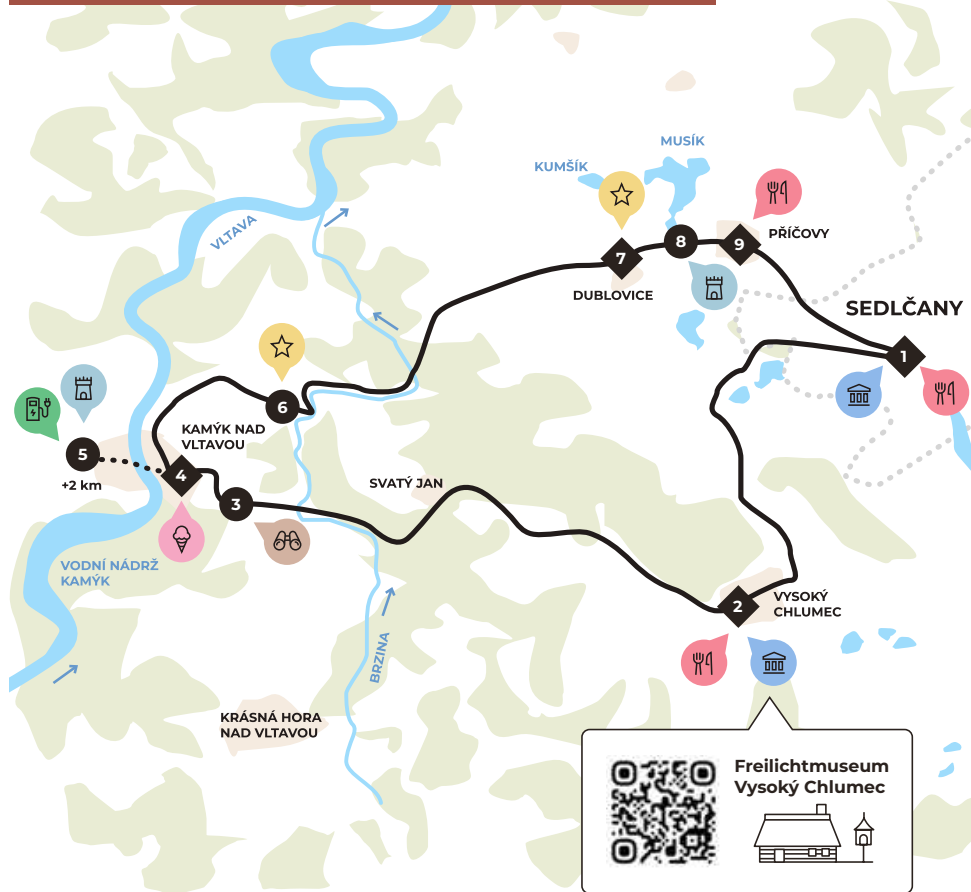 MUSÍK
KUMŠÍK
VLTAVA
9
PŘÍČOVY
8
7
DUBLOVICE
SEDLČANY
1
6
KAMÝK NAD
VLTAVOU
5
+2 km
4
3
SVATÝ JAN
VODNÍ NÁDRŽ
KAMÝK
2
VYSOKÝ
CHLUMEC
BRZINA
KRÁSNÁ HORA
NAD VLTAVOU
Freilichtmuseum
Vysoký Chlumec